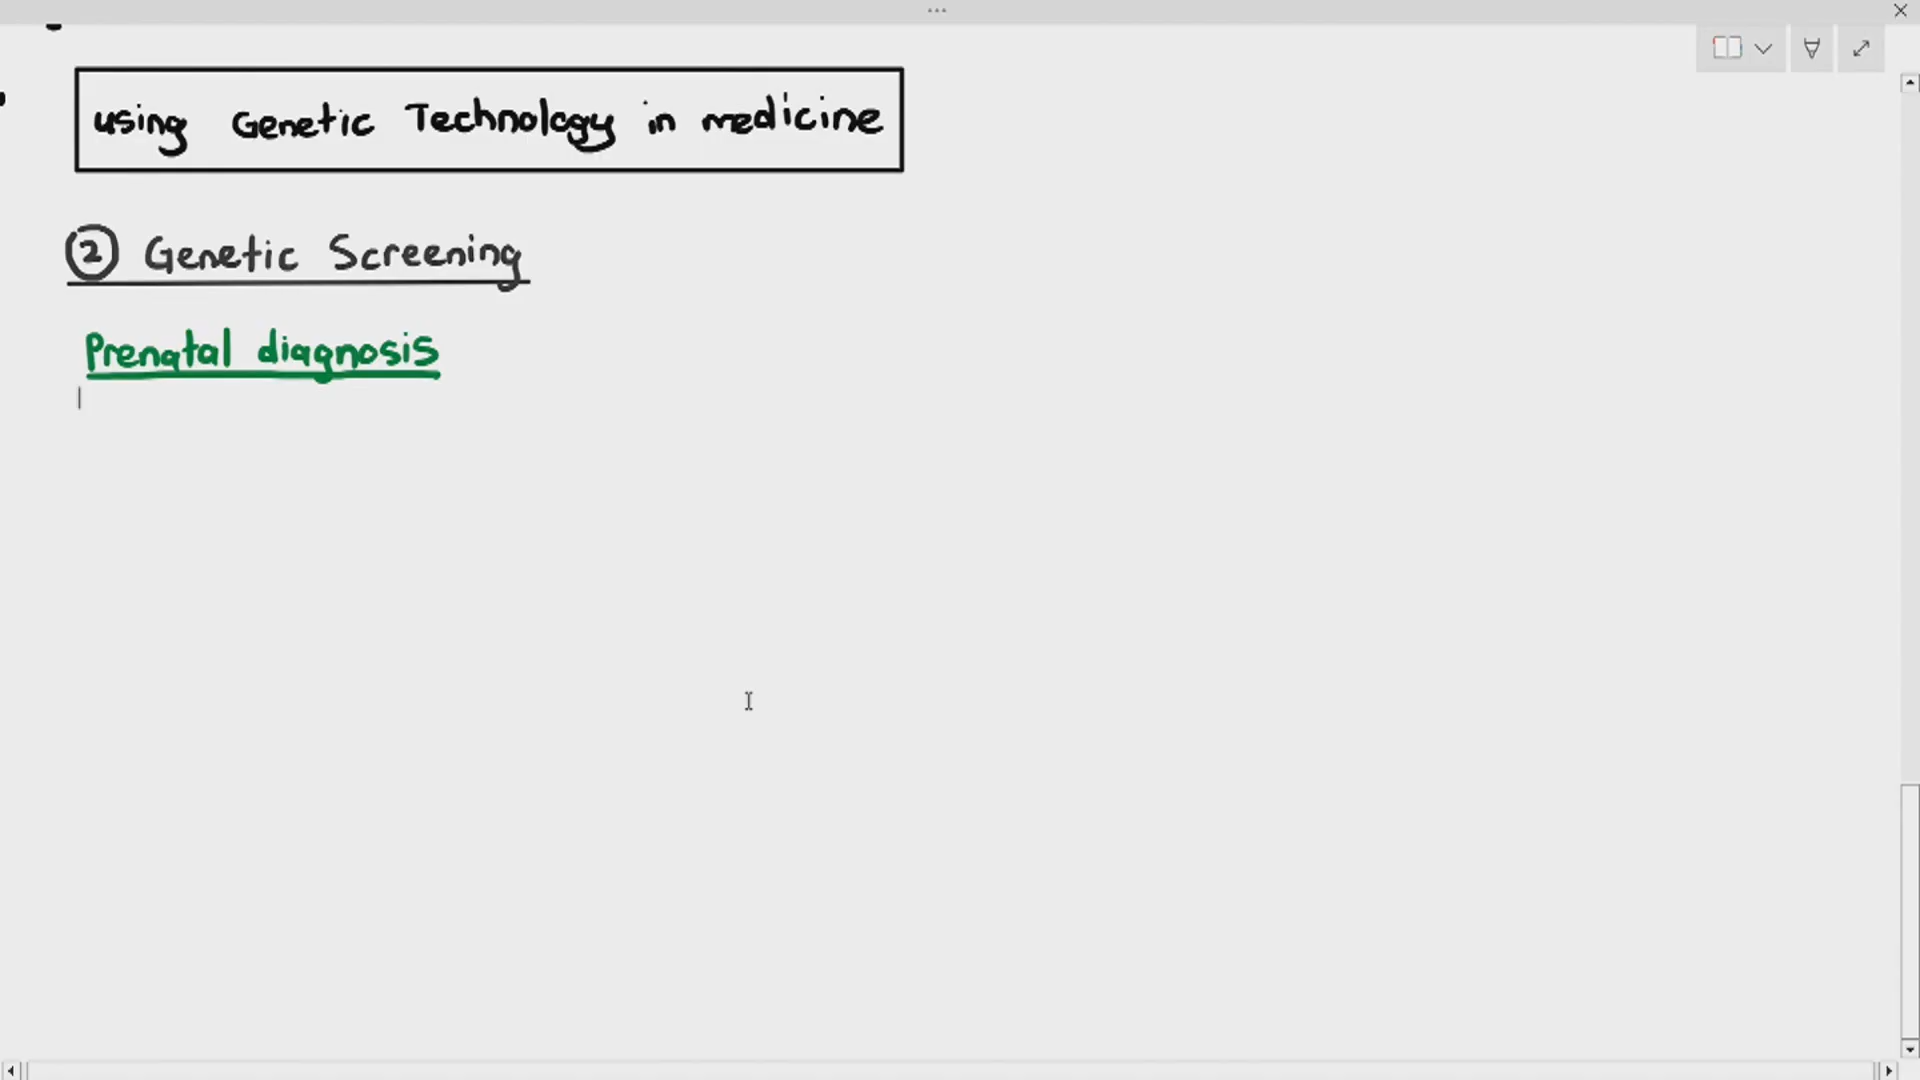 using Genetic Technology in medicine
② Genetic Screening
Prenatal diagnosis